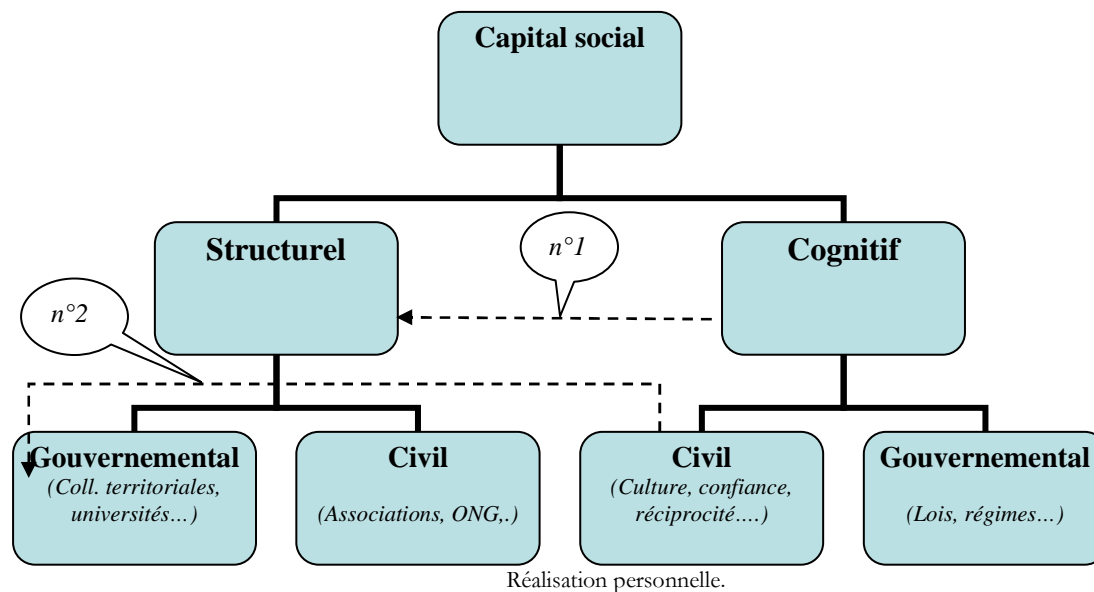 Capital social
Structurel
n°1
Cognitif
n°2
Gouvernemental
(Coll. territoriales,
universités…)
Civil
(Associations, ONG,.)
Civil
(Culture, confiance,
réciprocité….)
Gouvernemental
(Lois, régimes…)
Réalisation personnelle.